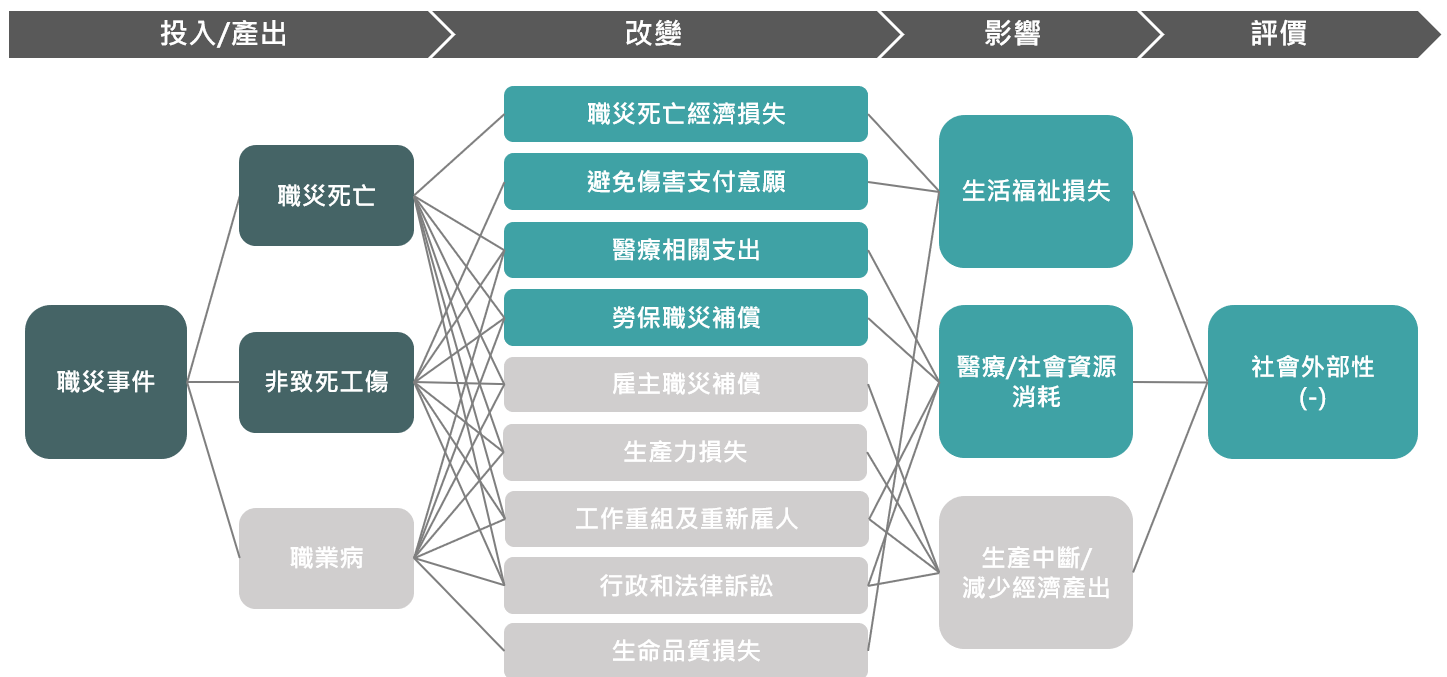 投入/產出
改變
影響
評價
職災事件
職災死亡
非致死工傷
職業病
職災死亡經濟損失
避免傷害支付意願
醫療相關支出
勞保職災補償
雇主職災補償
生產力損失
工作重組及重新雇人
行政和法律訴訟
生命品質損失
生活福祉損失
醫療/社會資源
消耗
生產中斷/
減少經濟產出
社會外部性
(-)